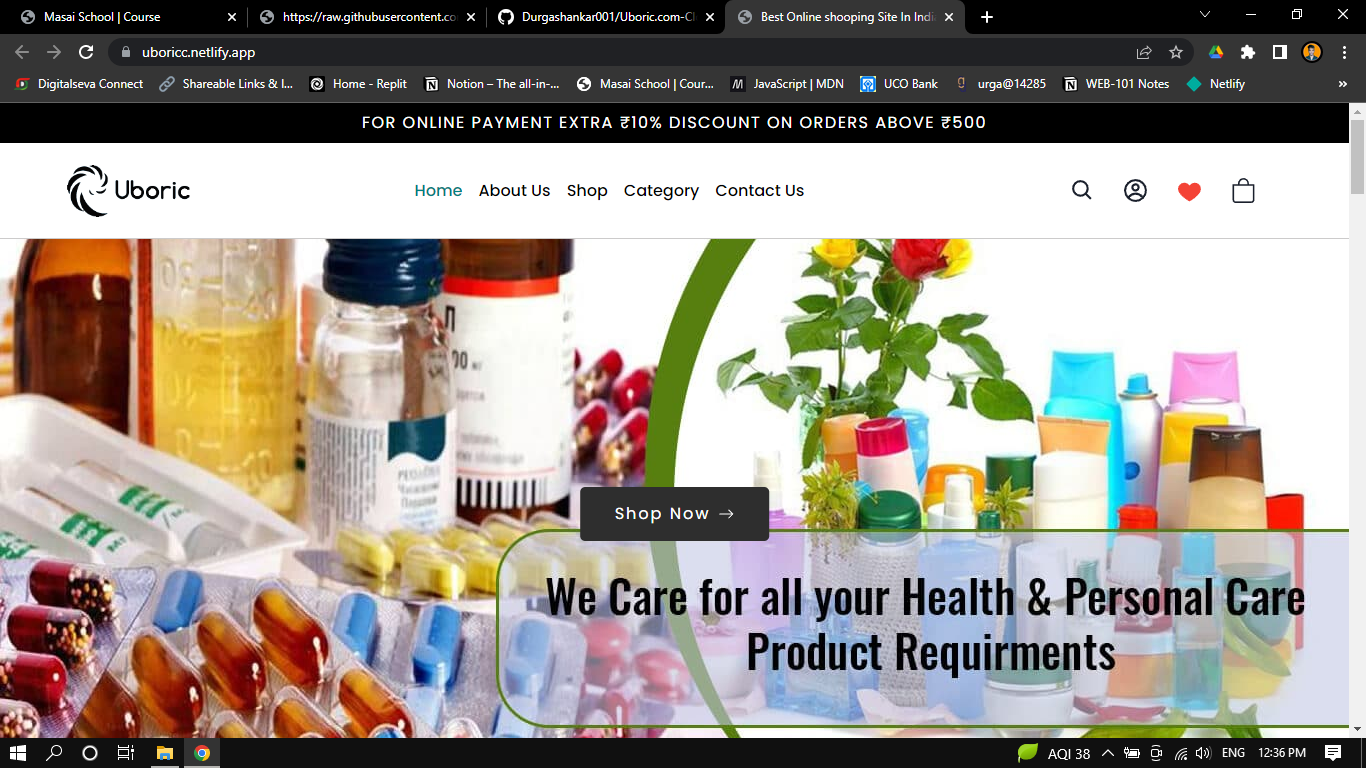 Masai School | Course
https://raw.githubusercontent.co
Durgashankar001/Uboric.com-Cl
Best Online shooping Site In Indi
uboricc.netlify.app
Digitalseva Connect
Shareable Links & I...
Home - Replit
Notion – The all-in-...
Masai School | Cour...
JavaScript | MDN
UCO Bank
urga@14285
WEB-101 Notes
Netlify
»
FOR ONLINE PAYMENT EXTRA ₹10% DISCOUNT ON ORDERS ABOVE ₹500
Uboric
Home
About Us
Shop
Category
Contact Us
Shop Now →
We Care for all your Health & Personal Care
Product Requirments
AQI 38
ENG
12:36 PM